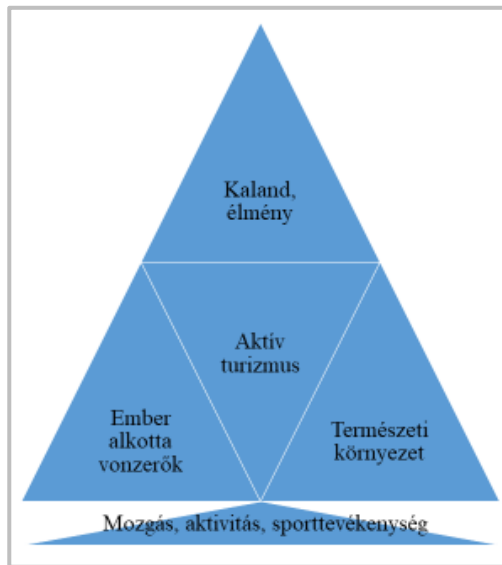 Kaland,
élmény
Aktív
turizmus
Ember
alkotta
vonzerők
Természeti
környezet
Mozgás, aktivitás, sporttevékenység